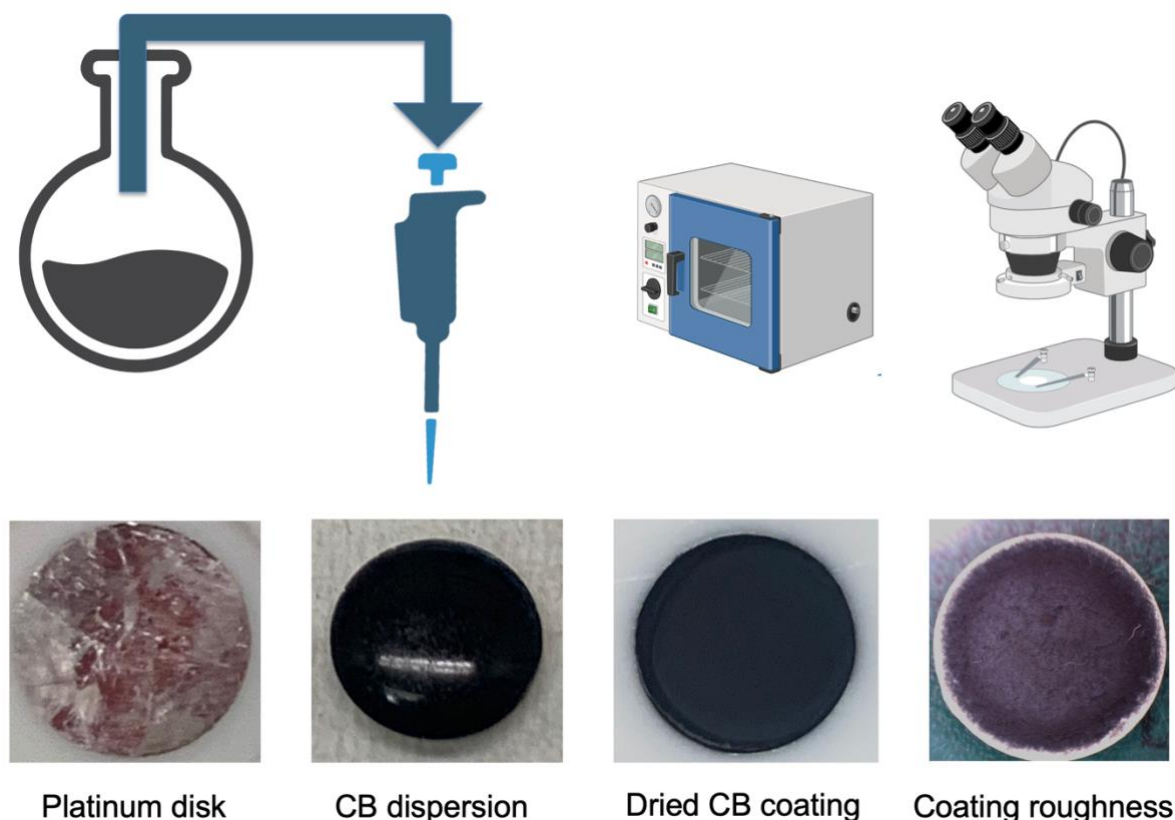 Platinum disk
CB dispersion
Dried CB coating
Coating roughness